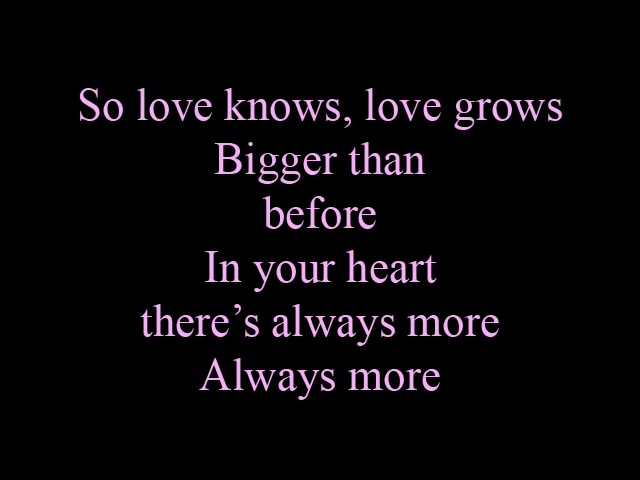 So love knows, love grows
Bigger than
before
In your heart
there’s always more
Always more